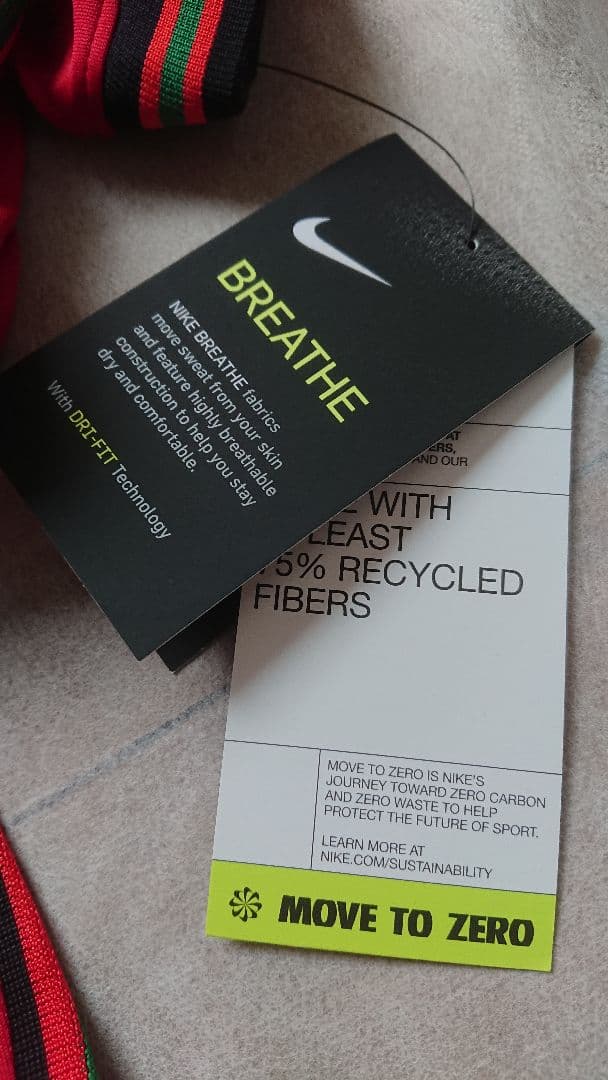 BREATHE
NIKE BREATHE fabrics
move sweat from your skin
and feature highly breathable
construction to help you stay
dry and comfortable.
With DRI-FIT Technology
AND OUR
WITH
LEAST
5% RECYCLED
FIBERS
MOVE TO ZERO IS NIKE'S
JOURNEY TOWARD ZERO CARBON
AND ZERO WASTE TO HELP
PROTECT THE FUTURE OF SPORT.
LEARN MORE AT
NIKE.COM/SUSTAINABILITY
MOVE TO ZERO